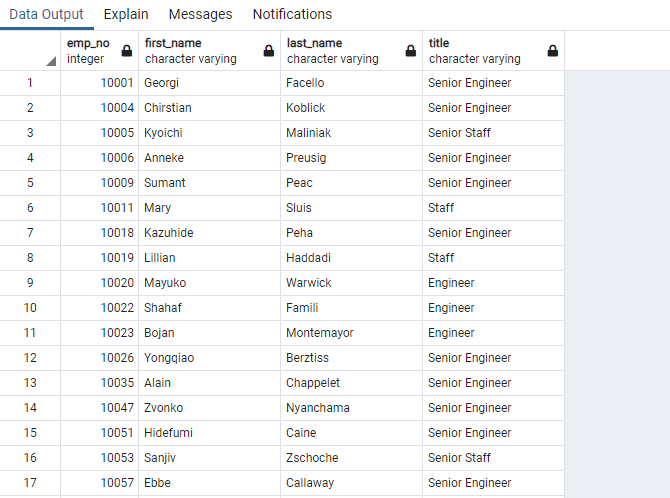 Data Output Explain Messages Notifications
emp_no first_name last_name title
integer character varying character varying character varying
1 10001 Georgi Facello Senior Engineer
2 10004 Chirstian Koblick Senior Engineer
3 10005 Kyoichi Maliniak Senior Staff
4 10006 Anneke Preusig Senior Engineer
5 10009 Sumant Peac Senior Engineer
6 10011 Mary Sluis Staff
7 10018 Kazuhide Peha Senior Engineer
8 10019 Lillian Haddadi Staff
9 10020 Mayuko Warwick Engineer
10 10022 Shahaf Famili Engineer
11 10023 Bojan Montemayor Engineer
12 10026 Yongqiao Berztiss Senior Engineer
13 10035 Alain Chappelet Senior Engineer
14 10047 Zvonko Nyanchama Senior Engineer
15 10051 Hidefumi Caine Senior Engineer
16 10053 Sanjiv Zschoche Senior Staff
17 10057 Ebbe Callaway Senior Engineer